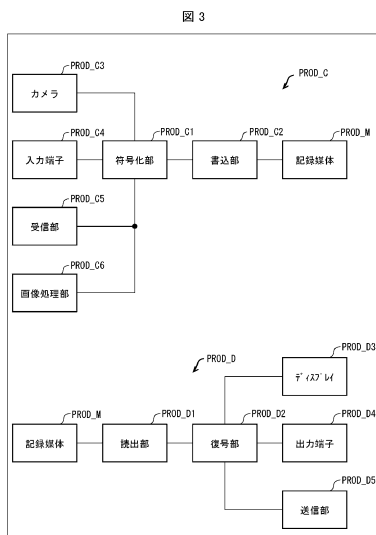 図 3
PROD_C3
カメラ
PROD_C
PROD_C4
入力端子
PROD_C1
符号化部
PROD_C2
書込部
PROD_M
記録媒体
PROD_C5
受信部
PROD_C6
画像処理部
PROD_D
PROD_D3
ディスプレイ
PROD_M
記録媒体
PROD_D1
読出部
PROD_D2
復号部
PROD_D4
出力端子
PROD_D5
送信部